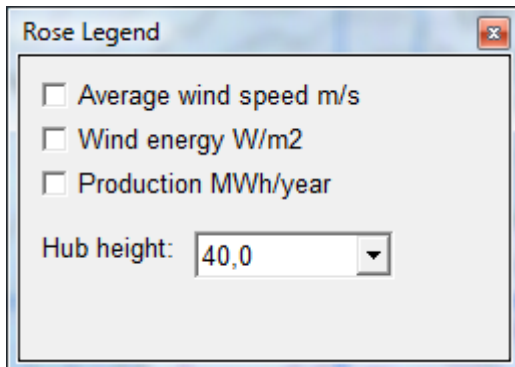 Rose Legend
Average wind speed m/s
Wind energy W/m2
Production MWh/year
Hub height: 40,0